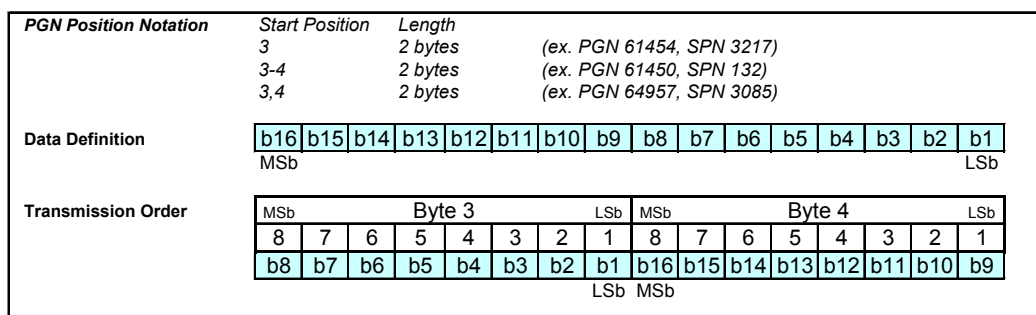 PGN Position Notation Start Position Length
3 2 bytes (ex. PGN 61454, SPN 3217)
3-4 2 bytes (ex. PGN 61450, SPN 132)
3,4 2 bytes (ex. PGN 64957, SPN 3085)
Data Definition b16 b15 b14 b13 b12 b11 b10 b9 b8 b7 b6 b5 b4 b3 b2 b1
MSb LSb
Transmission Order MSb Byte 3 LSb MSb Byte 4 LSb
8 7 6 5 4 3 2 1 8 7 6 5 4 3 2 1
b8 b7 b6 b5 b4 b3 b2 b1 b16 b15 b14 b13 b12 b11 b10 b9
LSb MSb